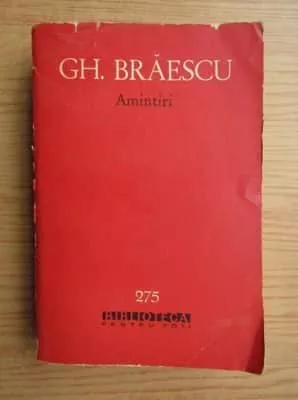 GH. BRĂESCU
Amintiri
275
BIBLIOTECA
PENTRU TOȚI